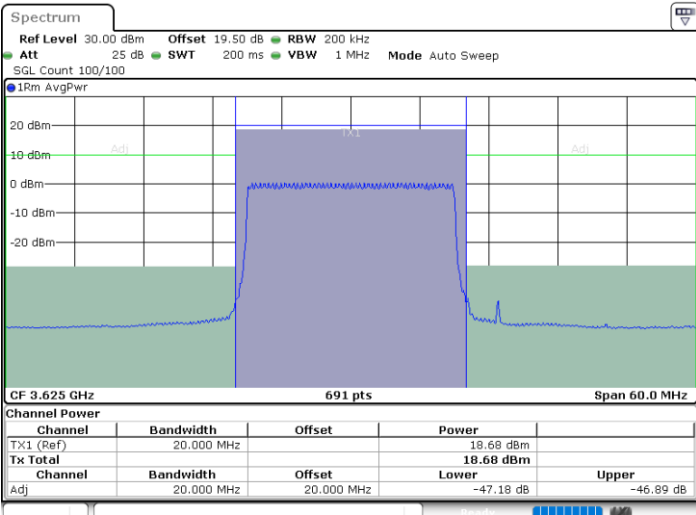 Spectrum
Ref Level 30.00 dBm Offset 19.50 dB RBW 200 kHz
Att 25 dB SWT 200 ms VBW 1 MHz Mode Auto Sweep
SGL Count 100/100
1Rm AvgPwr
20 dBm
TX1
10 dBm
Adj
Adj
0 dBm
-10 dBm
-20 dBm
CF 3.625 GHz 691 pts Span 60.0 MHz
Channel Power
Channel Bandwidth Offset Power
TX1 (Ref) 20.000 MHz 18.68 dBm
Tx Total 18.68 dBm
Channel Bandwidth Offset Lower Upper
Adj 20.000 MHz 20.000 MHz -47.18 dB -46.89 dB